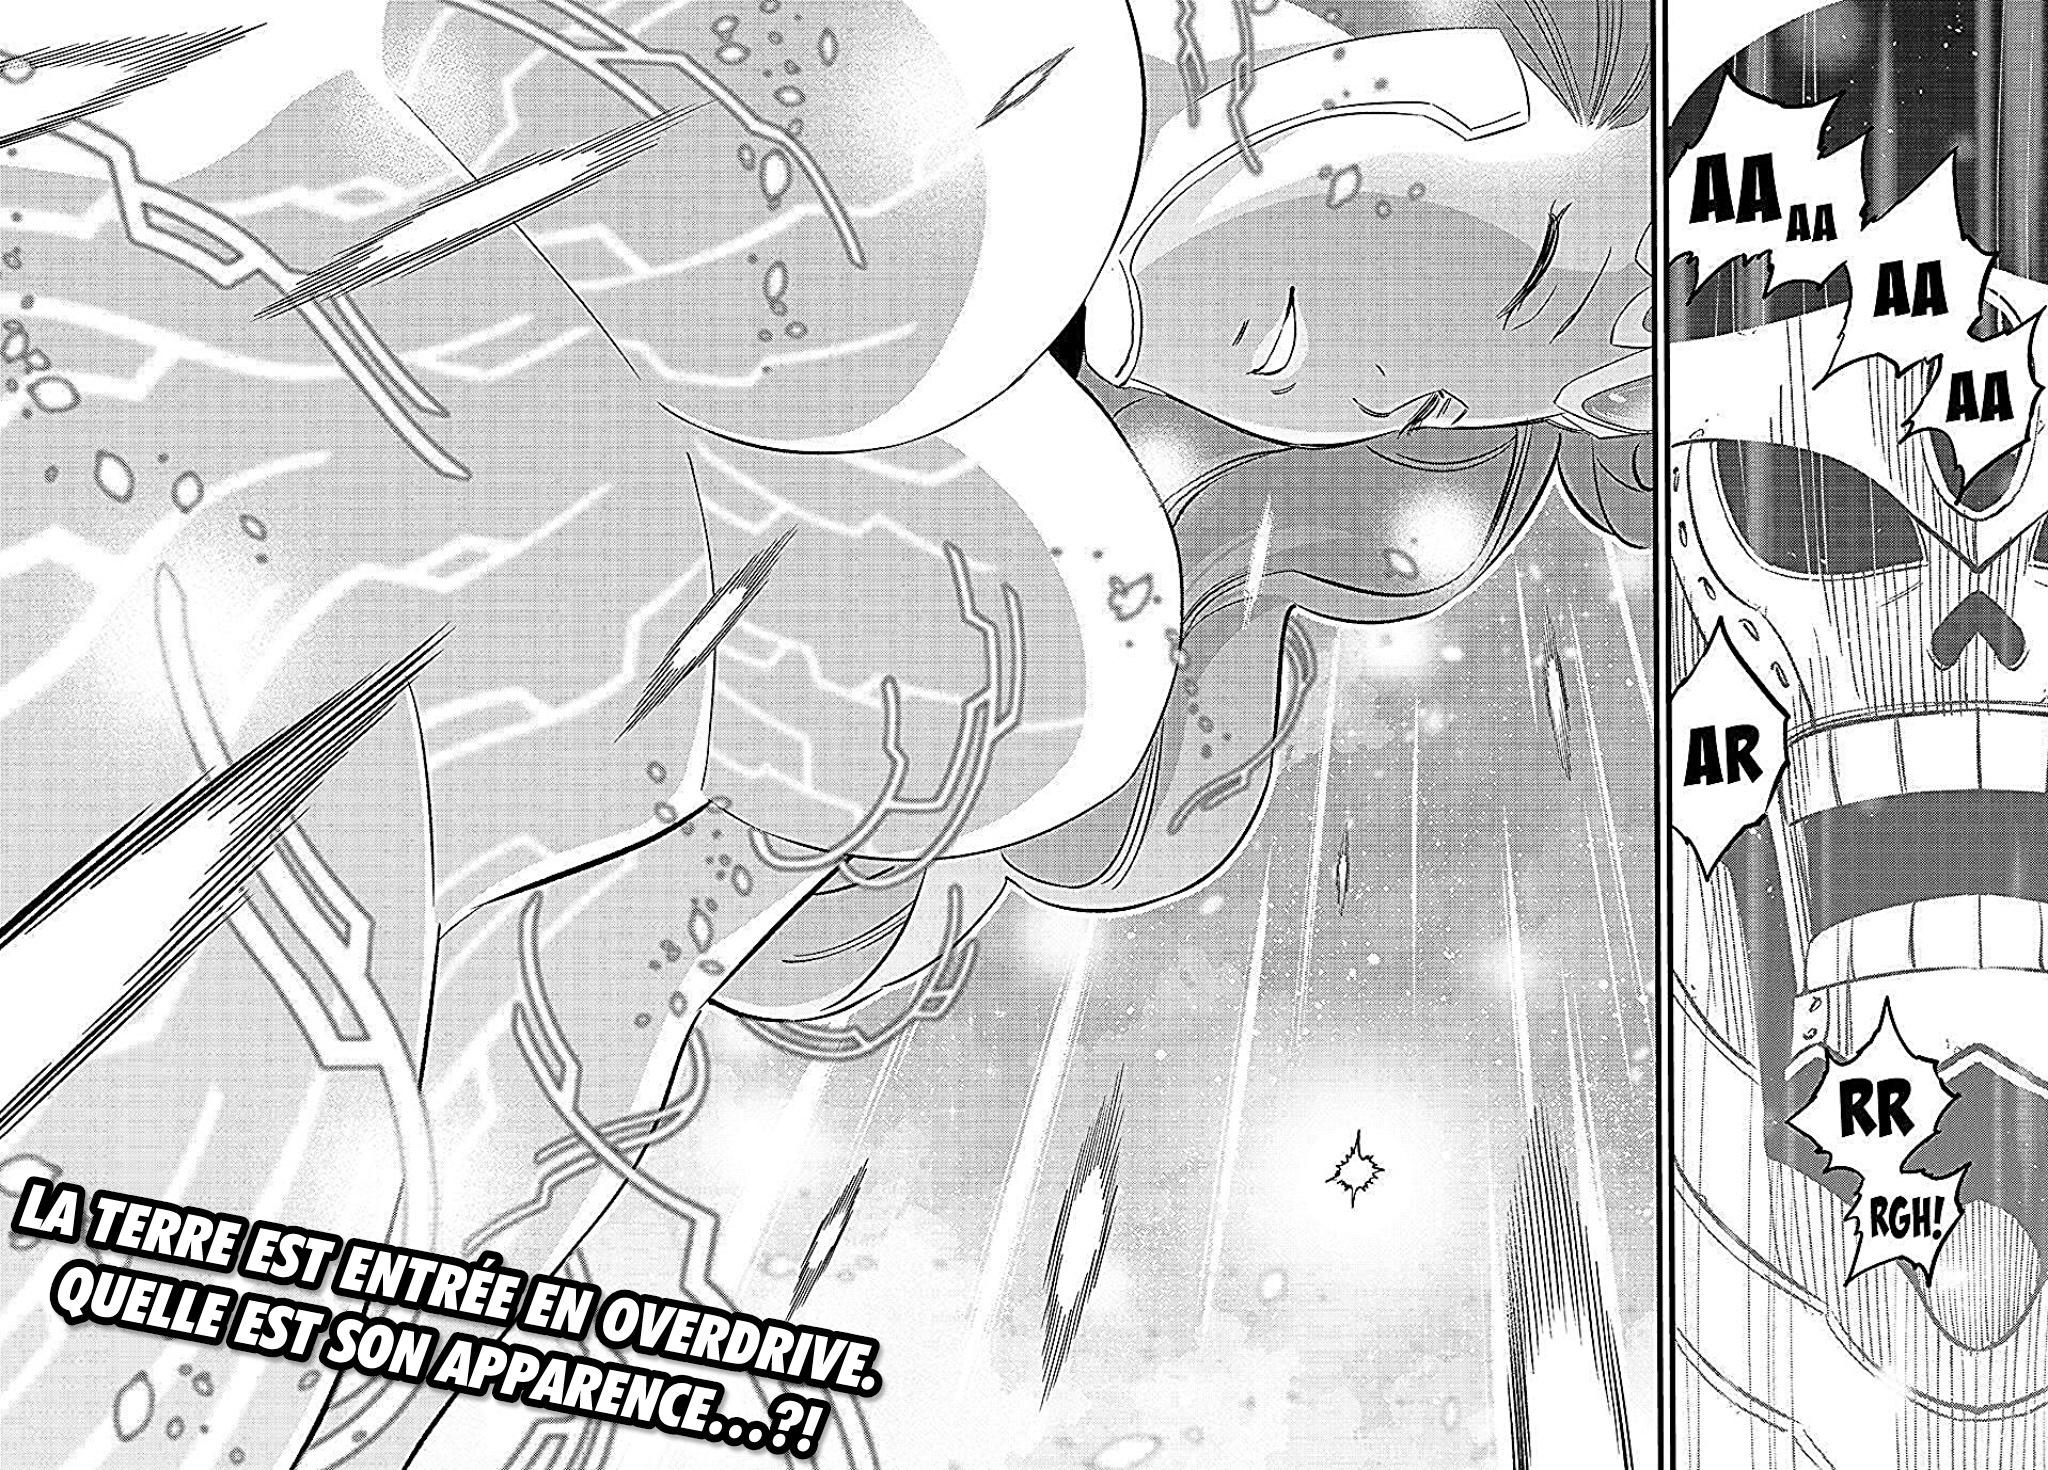 AA
AA
AA
AA
AR
RR
RGH!
LA TERRE EST ENTRÉE EN OVERDRIVE.
QUELLE EST SON APPARENCE...?!